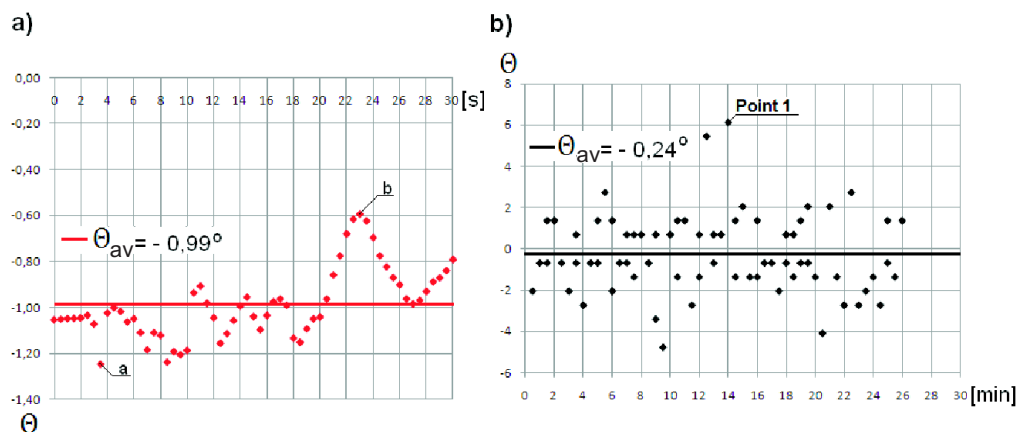 a)
0,00
0 2 4 6 8 10 12 14 16 18 20 22 24 26 28 30 [s]
-0,20
-0,40
-0,60
b
-0,80
Θav= - 0,99°
-1,00
-1,20
a
-1,40
Θ
b)
Θ
8
Point 1
6
Θav= - 0,24°
4
2
0
-2
-4
-6
0 2 4 6 8 10 12 14 16 18 20 22 24 26 28 30 [min]